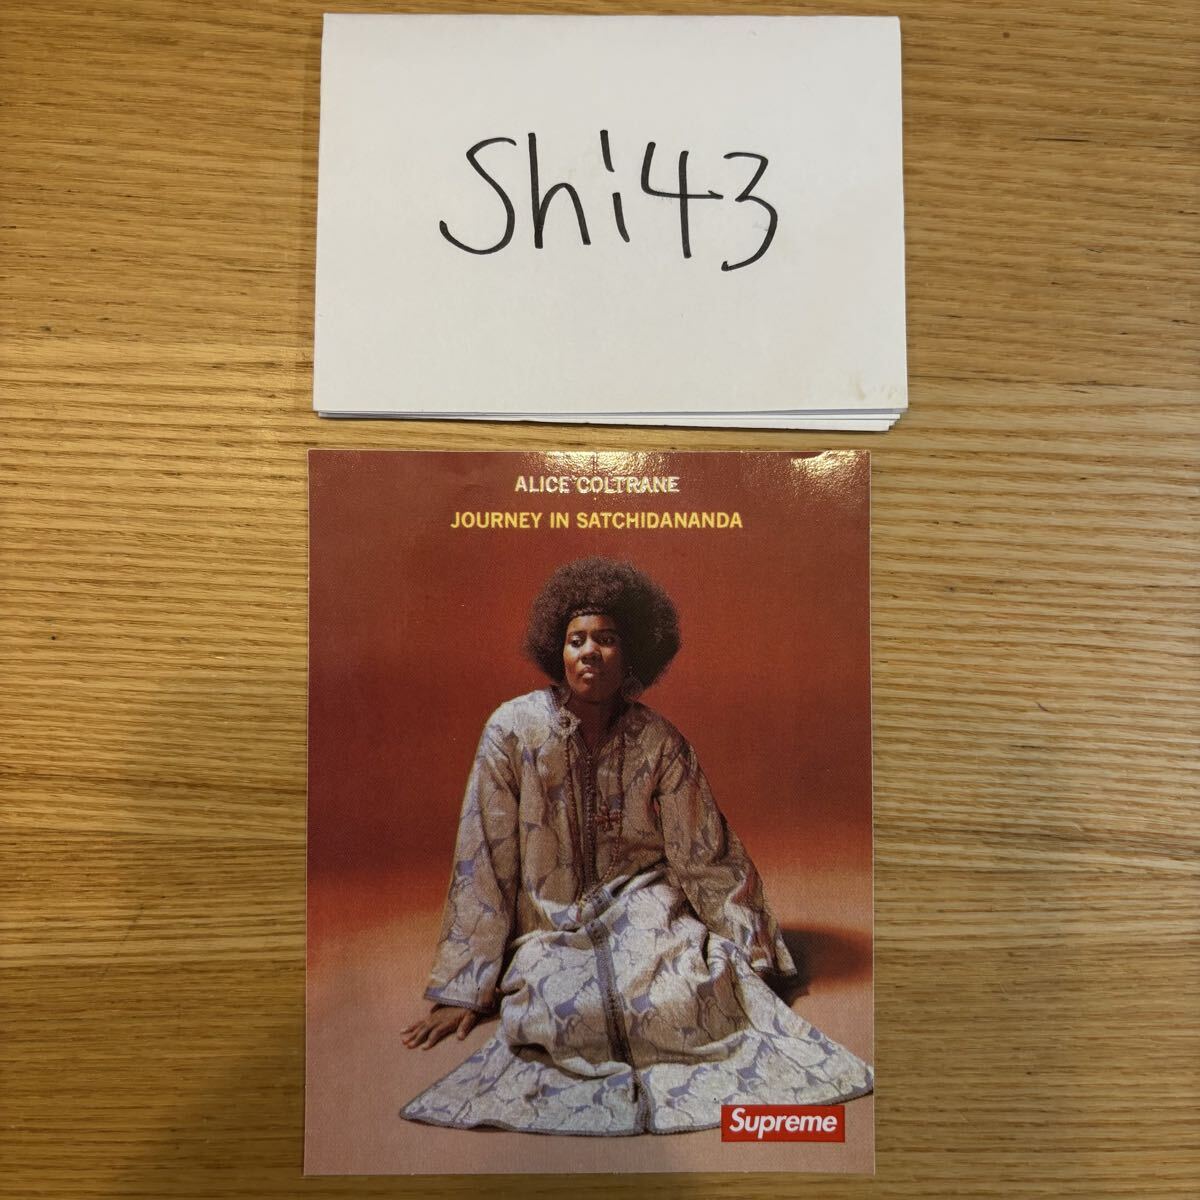 Shi43
ALICE COLTRANE
JOURNEY IN SATCHIDANANDA
Supreme